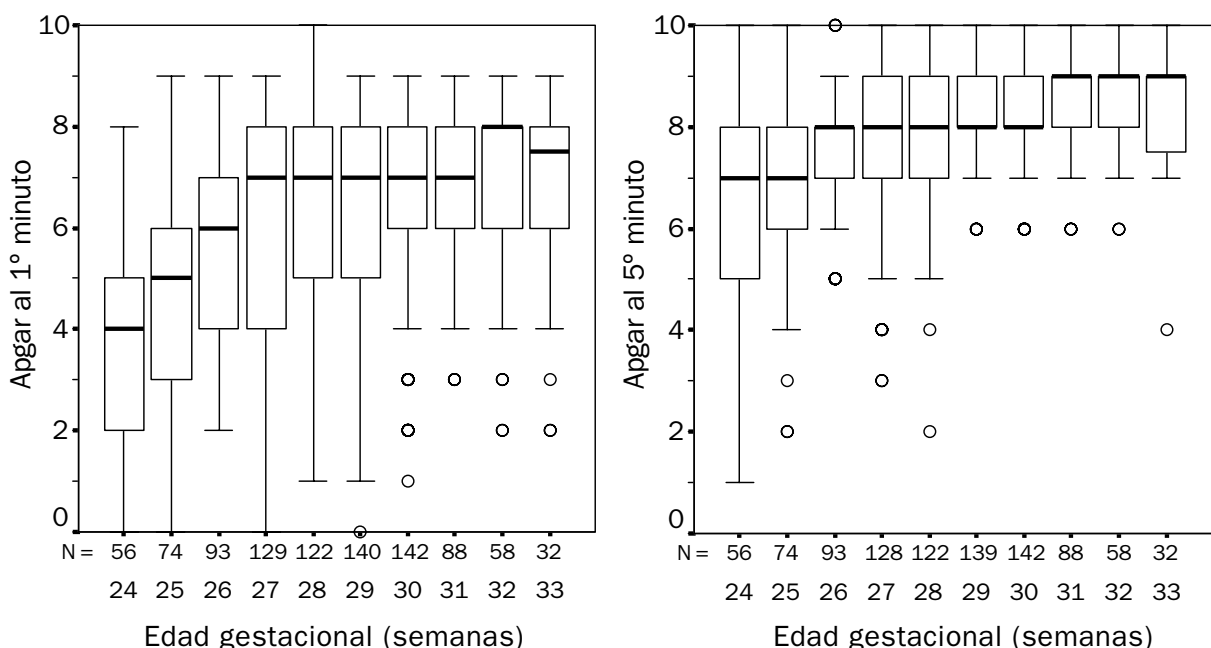 10
8
6
4
2
0
Apgar al 1º minuto
N = 56 74 93 129 122 140 142 88 58 32
24 25 26 27 28 29 30 31 32 33
Edad gestacional (semanas)
10
8
6
4
2
0
Apgar al 5º minuto
N = 56 74 93 128 122 139 142 88 58 32
24 25 26 27 28 29 30 31 32 33
Edad gestacional (semanas)